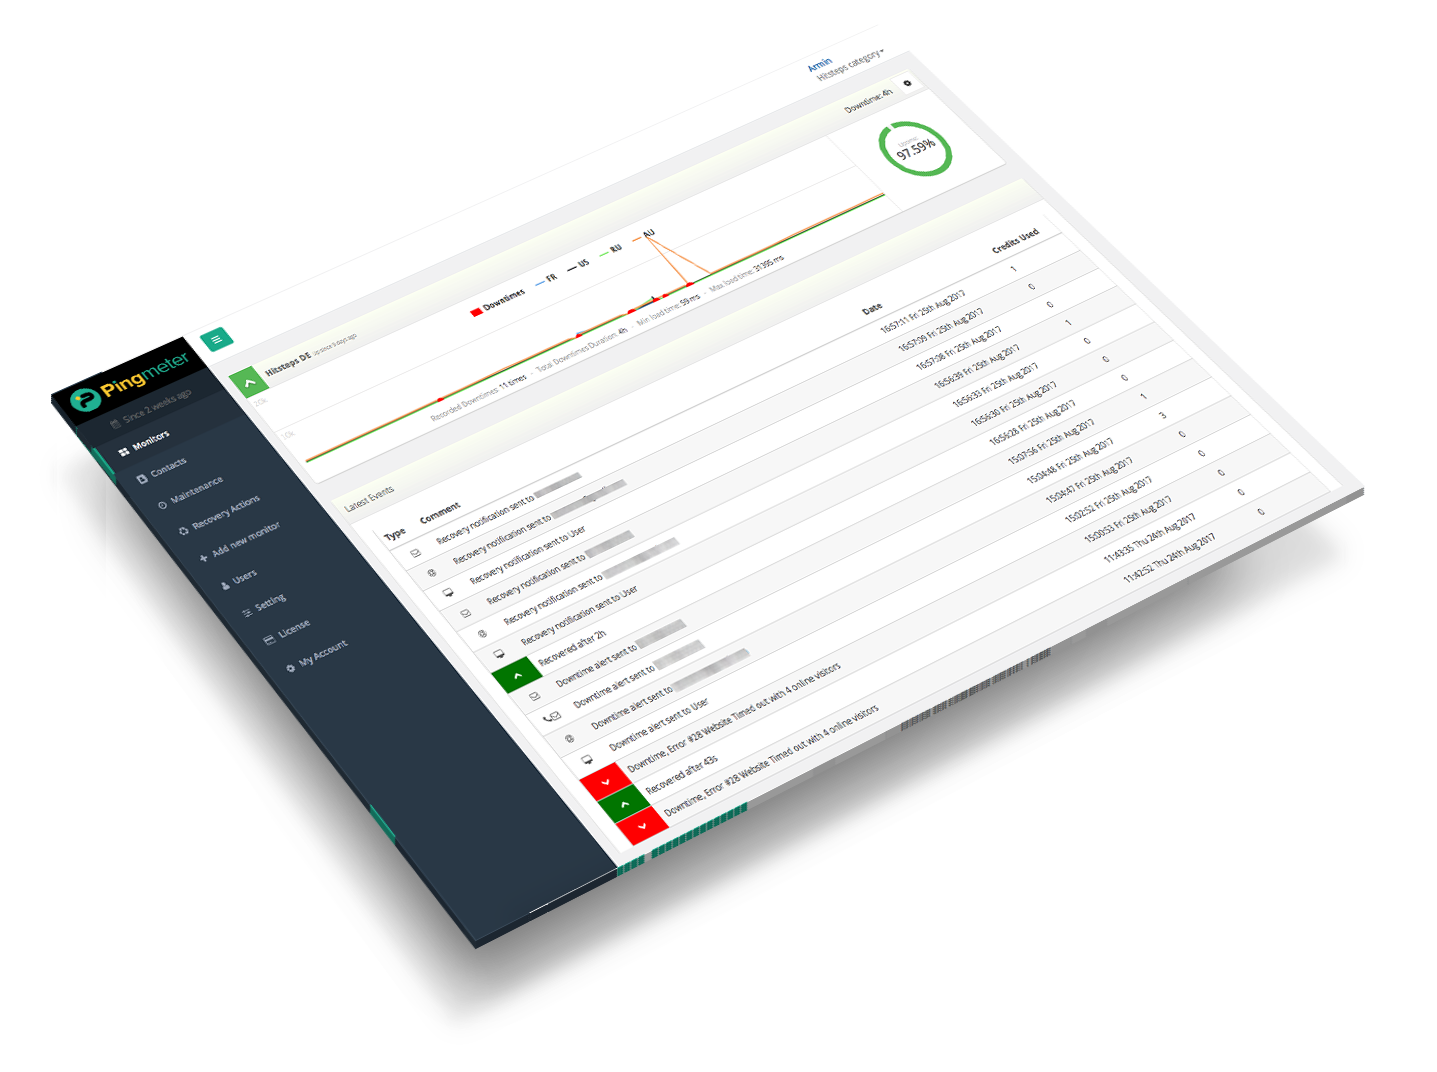 Armin
Hitsteps category
Pingmeter
Since 2 weeks ago
Monitors
Contacts
Maintenance
Recovery Actions
Add new monitor
Users
Setting
License
My Account
Hitsteps DE
Downtime: 4h
97.59%
Downtimes FR US RU AU
20k
10k
Recorded Downtimes: 11 times - Total Downtimes Duration: 4h - Min load time: 59 ms - Max load time: 31395 ms
Latest Events
Type Comment Date Credits Used
Recovery notification sent to 16:57:11 Fri 25th Aug 2017 1
Recovery notification sent to 16:57:09 Fri 25th Aug 2017 0
Recovery notification sent to User 16:57:08 Fri 25th Aug 2017 0
Recovery notification sent to 16:56:39 Fri 25th Aug 2017 1
Recovery notification sent to 16:56:33 Fri 25th Aug 2017 0
Recovery notification sent to User 16:56:30 Fri 25th Aug 2017 0
Recovered after 2h 16:56:28 Fri 25th Aug 2017 0
Downtime alert sent to 15:07:56 Fri 25th Aug 2017 1
Downtime alert sent to 15:04:48 Fri 25th Aug 2017 3
Downtime alert sent to 15:04:47 Fri 25th Aug 2017 0
Downtime alert sent to User 15:02:52 Fri 25th Aug 2017 0
Downtime, Error #28 Website Timed out with 4 online visitors 15:00:53 Fri 25th Aug 2017 0
Recovered after 43s 11:43:35 Thu 24th Aug 2017 0
Downtime, Error #28 Website Timed out with 4 online visitors 11:42:52 Thu 24th Aug 2017 0